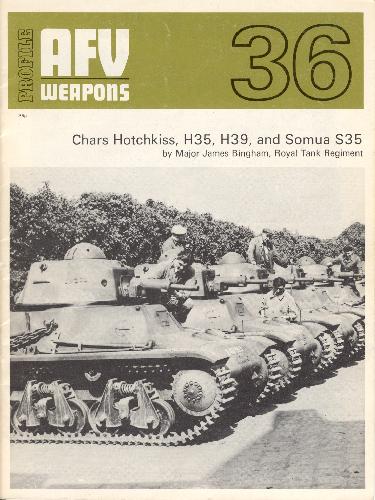 PROFILE
AFV
WEAPONS
36
Chars Hotchkiss, H35, H39, and Somua S35
by Major James Bingham, Royal Tank Regiment